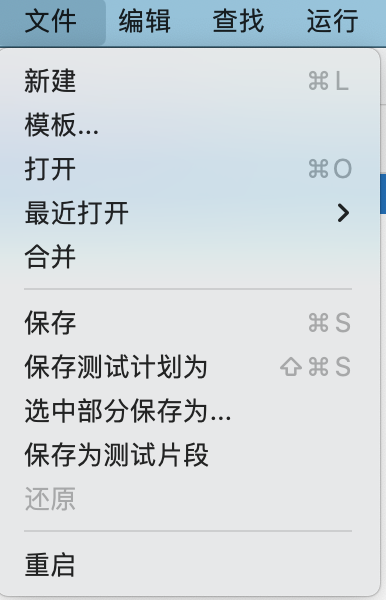 文件 编辑 查找 运行
新建 ⌘L
模板...
打开 ⌘O
最近打开
合并
保存 ⌘S
保存测试计划为 ⇧⌘S
选中部分保存为...
保存为测试片段
还原
重启